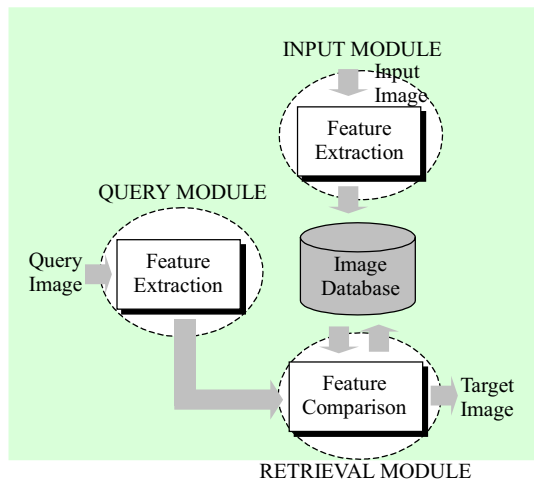 INPUT MODULE
Input
Image
Feature
Extraction
QUERY MODULE
Query
Image
Feature
Extraction
Image
Database
Feature
Comparison
Target
Image
RETRIEVAL MODULE